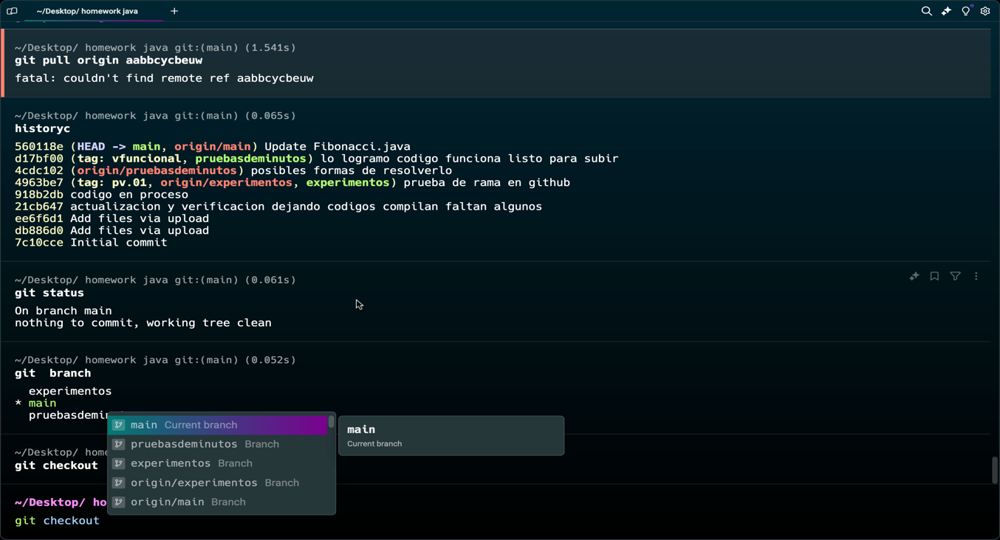 ~/Desktop/ homework java
~/Desktop/ homework java git:(main) (1.541s)
git pull origin aabbcycbeuw
fatal: couldn't find remote ref aabbcycbeuw
~/Desktop/ homework java git:(main) (0.065s)
historyc
560118e (HEAD -> main, origin/main) Update Fibonacci.java
d17bf00 (tag: vfuncional, pruebasdeminutos) lo logramo codigo funciona listo para subir
4cdc102 (origin/pruebasdeminutos) posibles formas de resolverlo
4963be7 (tag: pv.01, origin/experimentos, experimentos) prueba de rama en github
918b2db codigo en proceso
21cb647 actualizacion y verificacion dejando codigos compilan faltan algunos
ee6f6d1 Add files via upload
db886d0 Add files via upload
7c10cce Initial commit
~/Desktop/ homework java git:(main) (0.061s)
git status
On branch main
nothing to commit, working tree clean
~/Desktop/ homework java git:(main) (0.052s)
git  branch
experimentos
* main
pruebasdemin
main Current branch
pruebasdeminutos Branch
experimentos Branch
origin/experimentos Branch
origin/main Branch
main
Current branch
~/Desktop/ home
git checkout
~/Desktop/ ho
git checkout